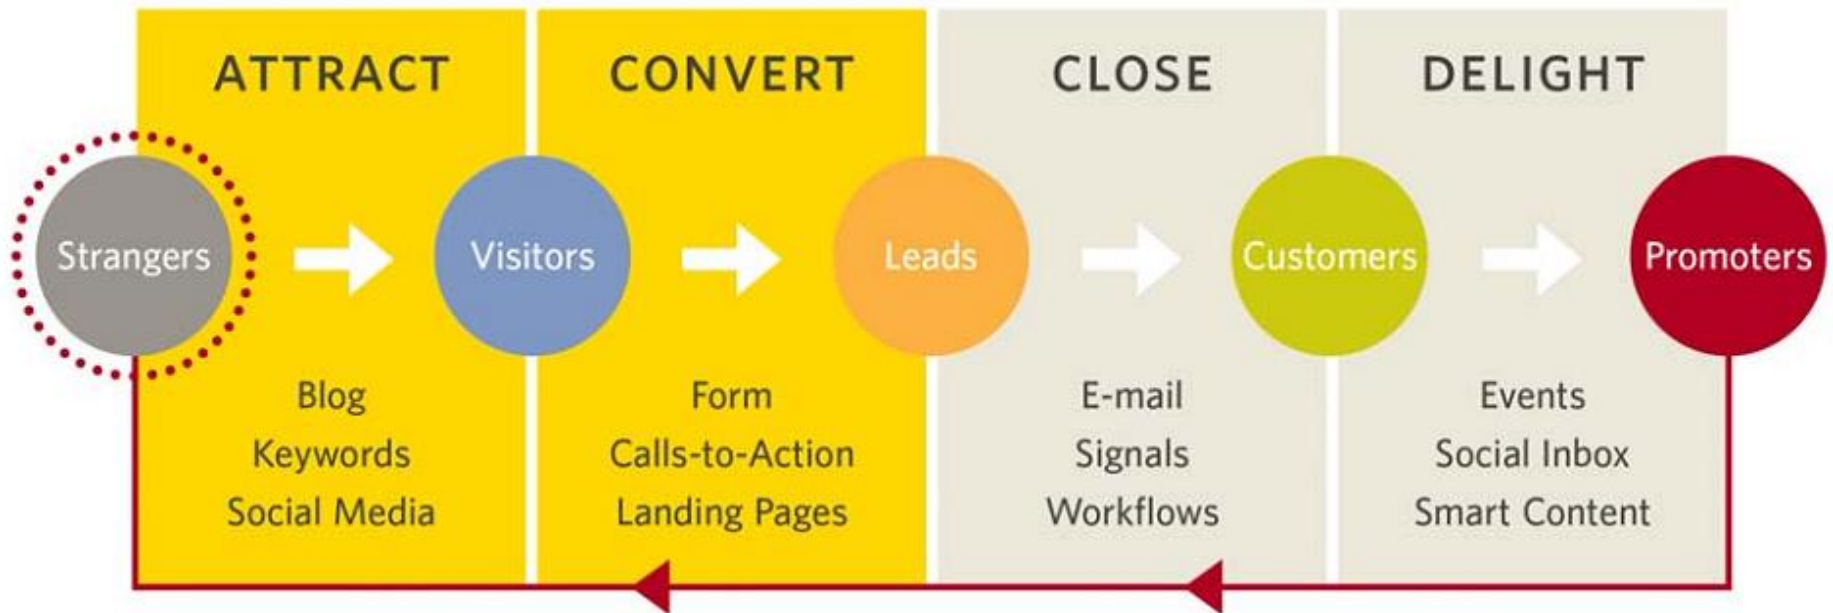 ATTRACT
CONVERT
CLOSE
DELIGHT
Strangers
Visitors
Leads
Customers
Promoters
Blog
Keywords
Social Media
Form
Calls-to-Action
Landing Pages
E-mail
Signals
Workflows
Events
Social Inbox
Smart Content